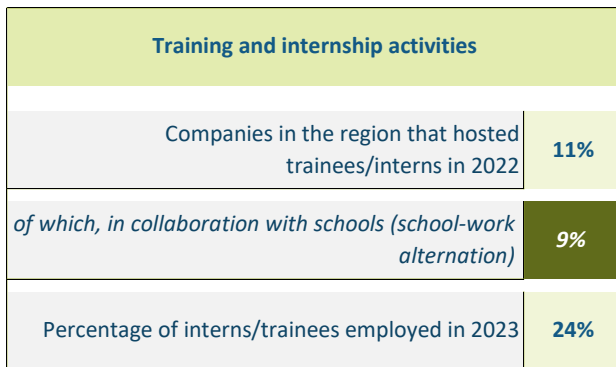 Training and internship activities
Companies in the region that hosted
trainees/interns in 2022
11%
of which, in collaboration with schools (school-work
alternation)
9%
Percentage of interns/trainees employed in 2023
24%